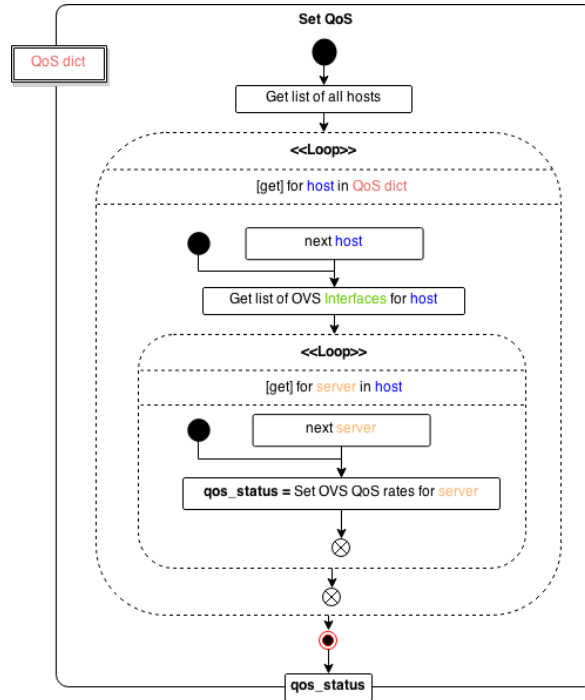 Set QoS
QoS dict
Get list of all hosts
<<Loop>>
[get] for host in QoS dict
next host
Get list of OVS Interfaces for host
<<Loop>>
[get] for server in host
next server
qos_status = Set OVS QoS rates for server
qos_status